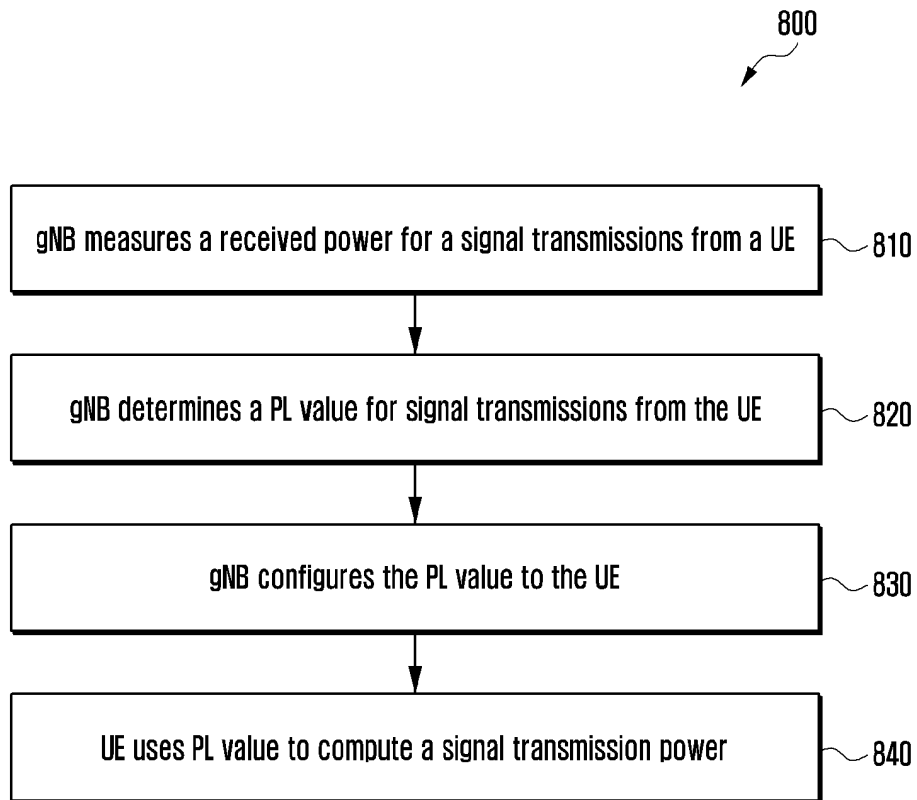 800
gNB measures a received power for a signal transmissions from a UE
810
gNB determines a PL value for signal transmissions from the UE
820
gNB configures the PL value to the UE
830
UE uses PL value to compute a signal transmission power
840